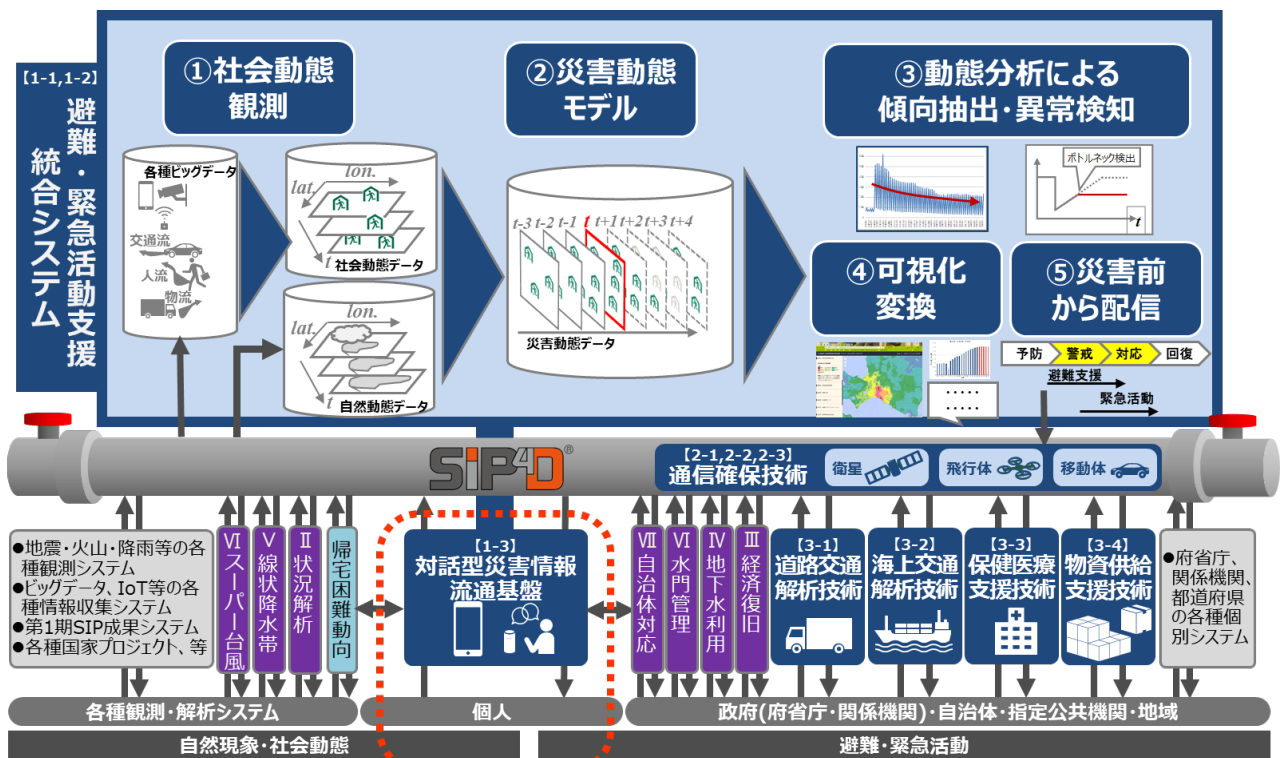 【1-1,1-2】
避難・緊急活動支援
統合システム
①社会動態
観測
②災害動態
モデル
③動態分析による
傾向抽出・異常検知
各種ビッグデータ
交通流
人流
物流
lon.
lat.
t
社会動態データ
lon.
lat.
t
自然動態データ
t-3 t-2 t-1 t t+1 t+2 t+3 t+4
災害動態データ
ボトルネック検出
t
④可視化
変換
⑤災害前
から配信
予防 警戒 対応 回復
避難支援
緊急活動
SiP4D®
【2-1,2-2,2-3】
通信確保技術
衛星
飛行体
移動体
●地震・火山・降雨等の各
種観測システム
●ビッグデータ、IoT等の各
種情報収集システム
●第1期SIP成果システム
●各種国家プロジェクト、等
Ⅵスーパー台風
Ⅴ線状降水帯
Ⅱ状況解析
帰宅困難動向
【1-3】
対話型災害情報
流通基盤
Ⅶ自治体対応
Ⅵ水門管理
Ⅳ地下水利用
Ⅲ経済復旧
【3-1】
道路交通
解析技術
【3-2】
海上交通
解析技術
【3-3】
保健医療
支援技術
【3-4】
物資供給
支援技術
●府省庁、
関係機関、
都道府県
の各種個
別システム
各種観測・解析システム
個人
政府(府省庁・関係機関)・自治体・指定公共機関・地域
自然現象・社会動態
避難・緊急活動